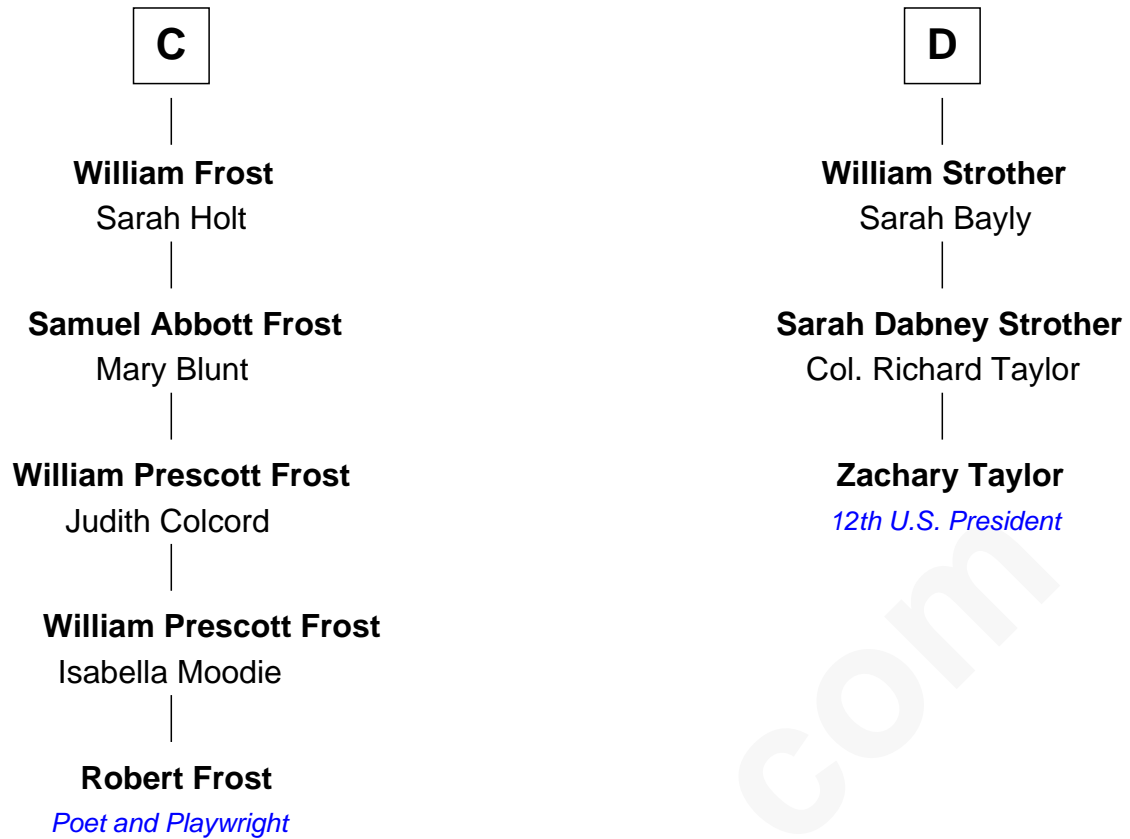 C
William Frost
Sarah Holt
Samuel Abbott Frost
Mary Blunt
William Prescott Frost
Judith Colcord
William Prescott Frost
Isabella Moodie
Robert Frost
Poet and Playwright
D
William Strother
Sarah Bayly
Sarah Dabney Strother
Col. Richard Taylor
Zachary Taylor
12th U.S. President
com